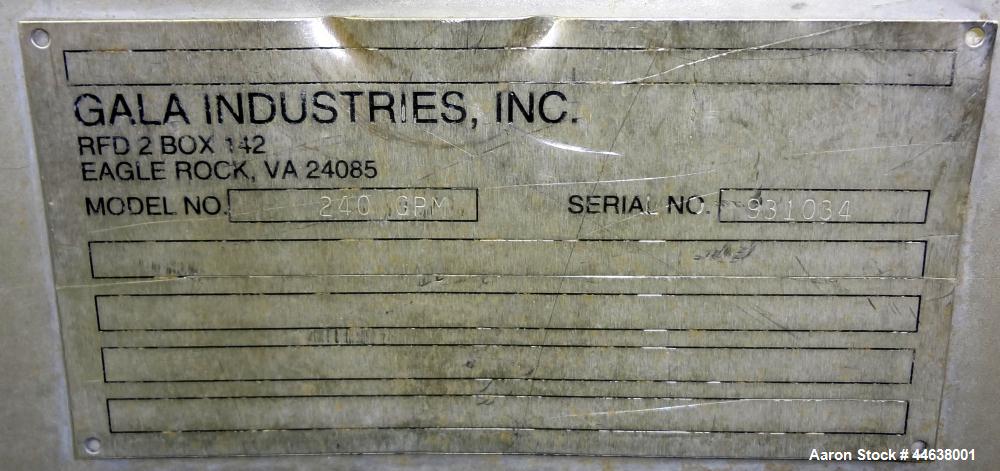 GALA INDUSTRIES, INC.
RFD 2 BOX 142
EAGLE ROCK, VA 24085
MODEL NO. 240 GPM SERIAL NO. 931034
Aaron Stock # 44638001